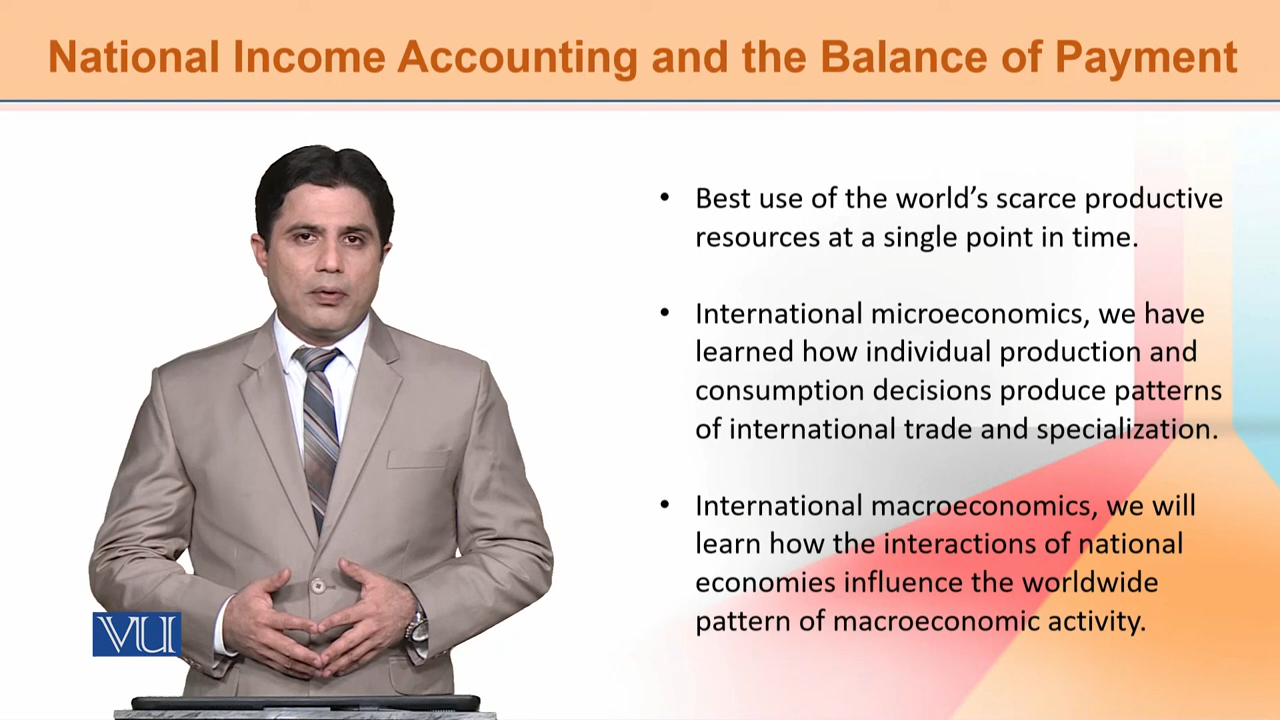 National Income Accounting and the Balance of Payment
• Best use of the world’s scarce productive
resources at a single point in time.
• International microeconomics, we have
learned how individual production and
consumption decisions produce patterns
of international trade and specialization.
• International macroeconomics, we will
learn how the interactions of national
economies influence the worldwide
pattern of macroeconomic activity.
VU